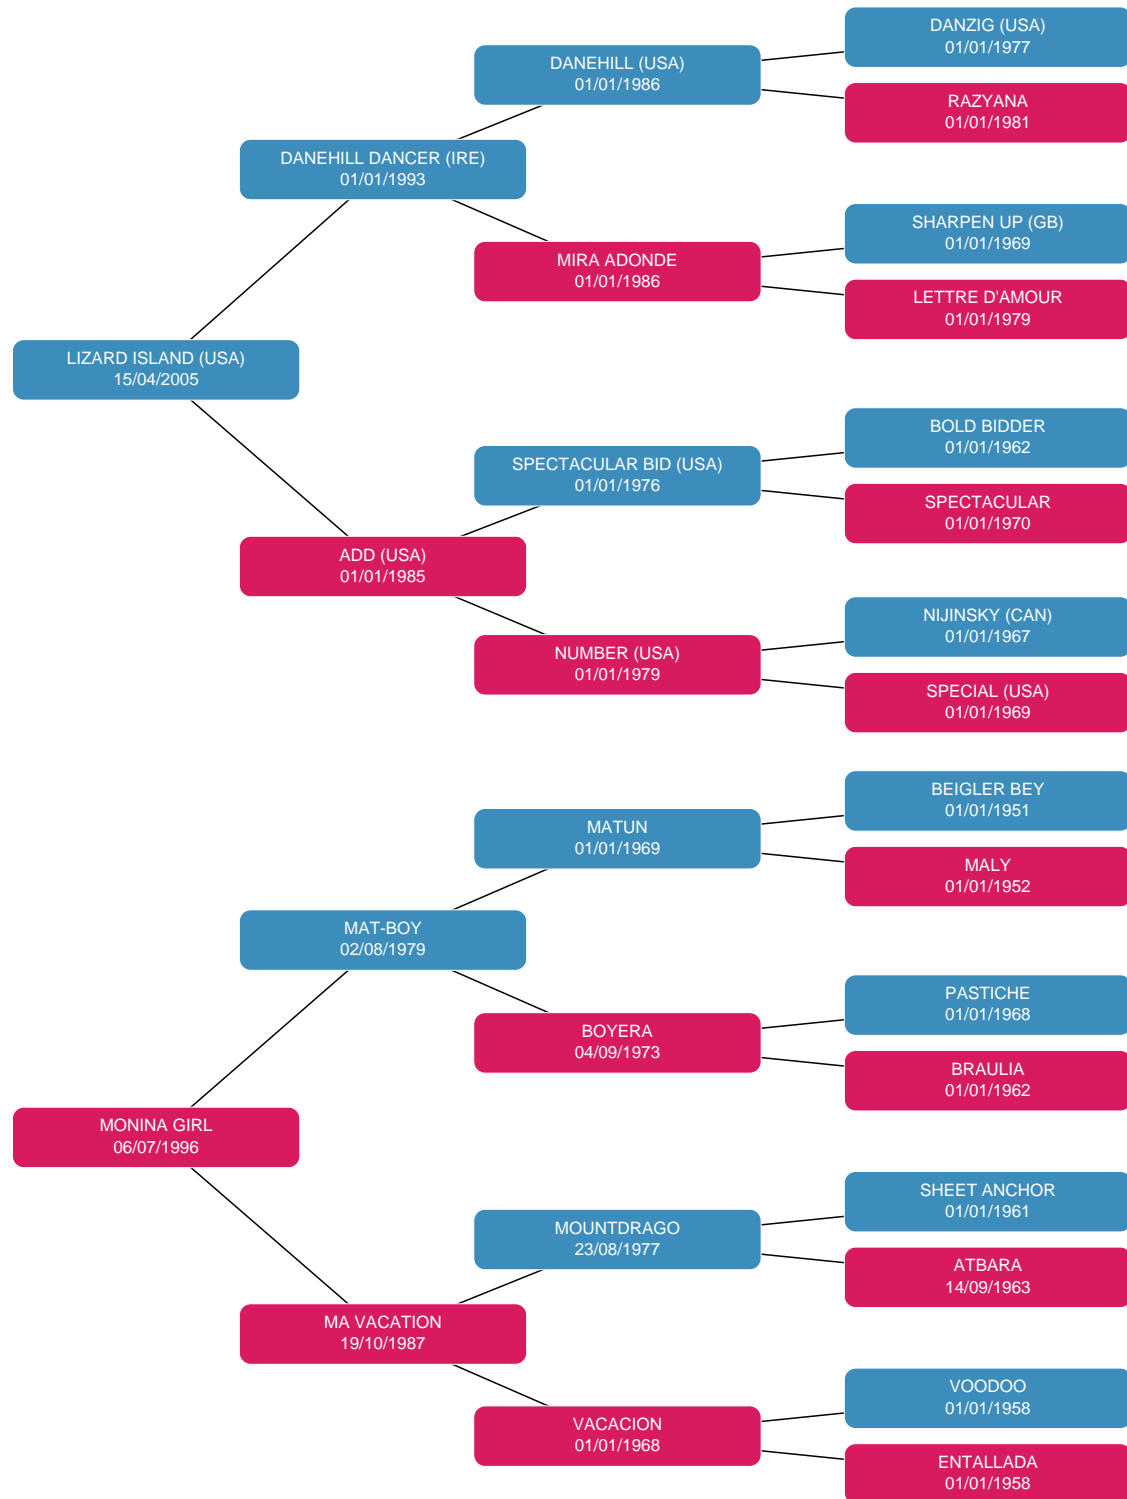 DANZIG (USA)
01/01/1977
DANEHILL (USA)
01/01/1986
RAZYANA
01/01/1981
DANEHILL DANCER (IRE)
01/01/1993
SHARPEN UP (GB)
01/01/1969
MIRA ADONDE
01/01/1986
LETTRE D'AMOUR
01/01/1979
LIZARD ISLAND (USA)
15/04/2005
BOLD BIDDER
01/01/1962
SPECTACULAR BID (USA)
01/01/1976
SPECTACULAR
01/01/1970
ADD (USA)
01/01/1985
NIJINSKY (CAN)
01/01/1967
NUMBER (USA)
01/01/1979
SPECIAL (USA)
01/01/1969
BEIGLER BEY
01/01/1951
MATUN
01/01/1969
MALY
01/01/1952
MAT-BOY
02/08/1979
PASTICHE
01/01/1968
BOYERA
04/09/1973
BRAULIA
01/01/1962
MONINA GIRL
06/07/1996
SHEET ANCHOR
01/01/1961
MOUNTDRAGO
23/08/1977
ATBARA
14/09/1963
MA VACATION
19/10/1987
VOODOO
01/01/1958
VACACION
01/01/1968
ENTALLADA
01/01/1958